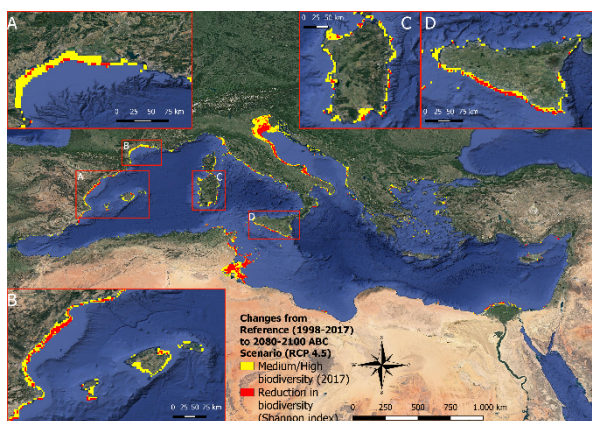 A
0 25 50 75 km
0 25 50 km
C
D
0 25 50 75 km
B
A
C
D
B
0 25 50 75 km
Changes from
Reference (1998-2017)
to 2080-2100 ABC
Scenario (RCP 4.5)
Medium/High
biodiversity (2017)
Reduction in
biodiversity
(Shannon index)
0 250 500 750 1.000 km